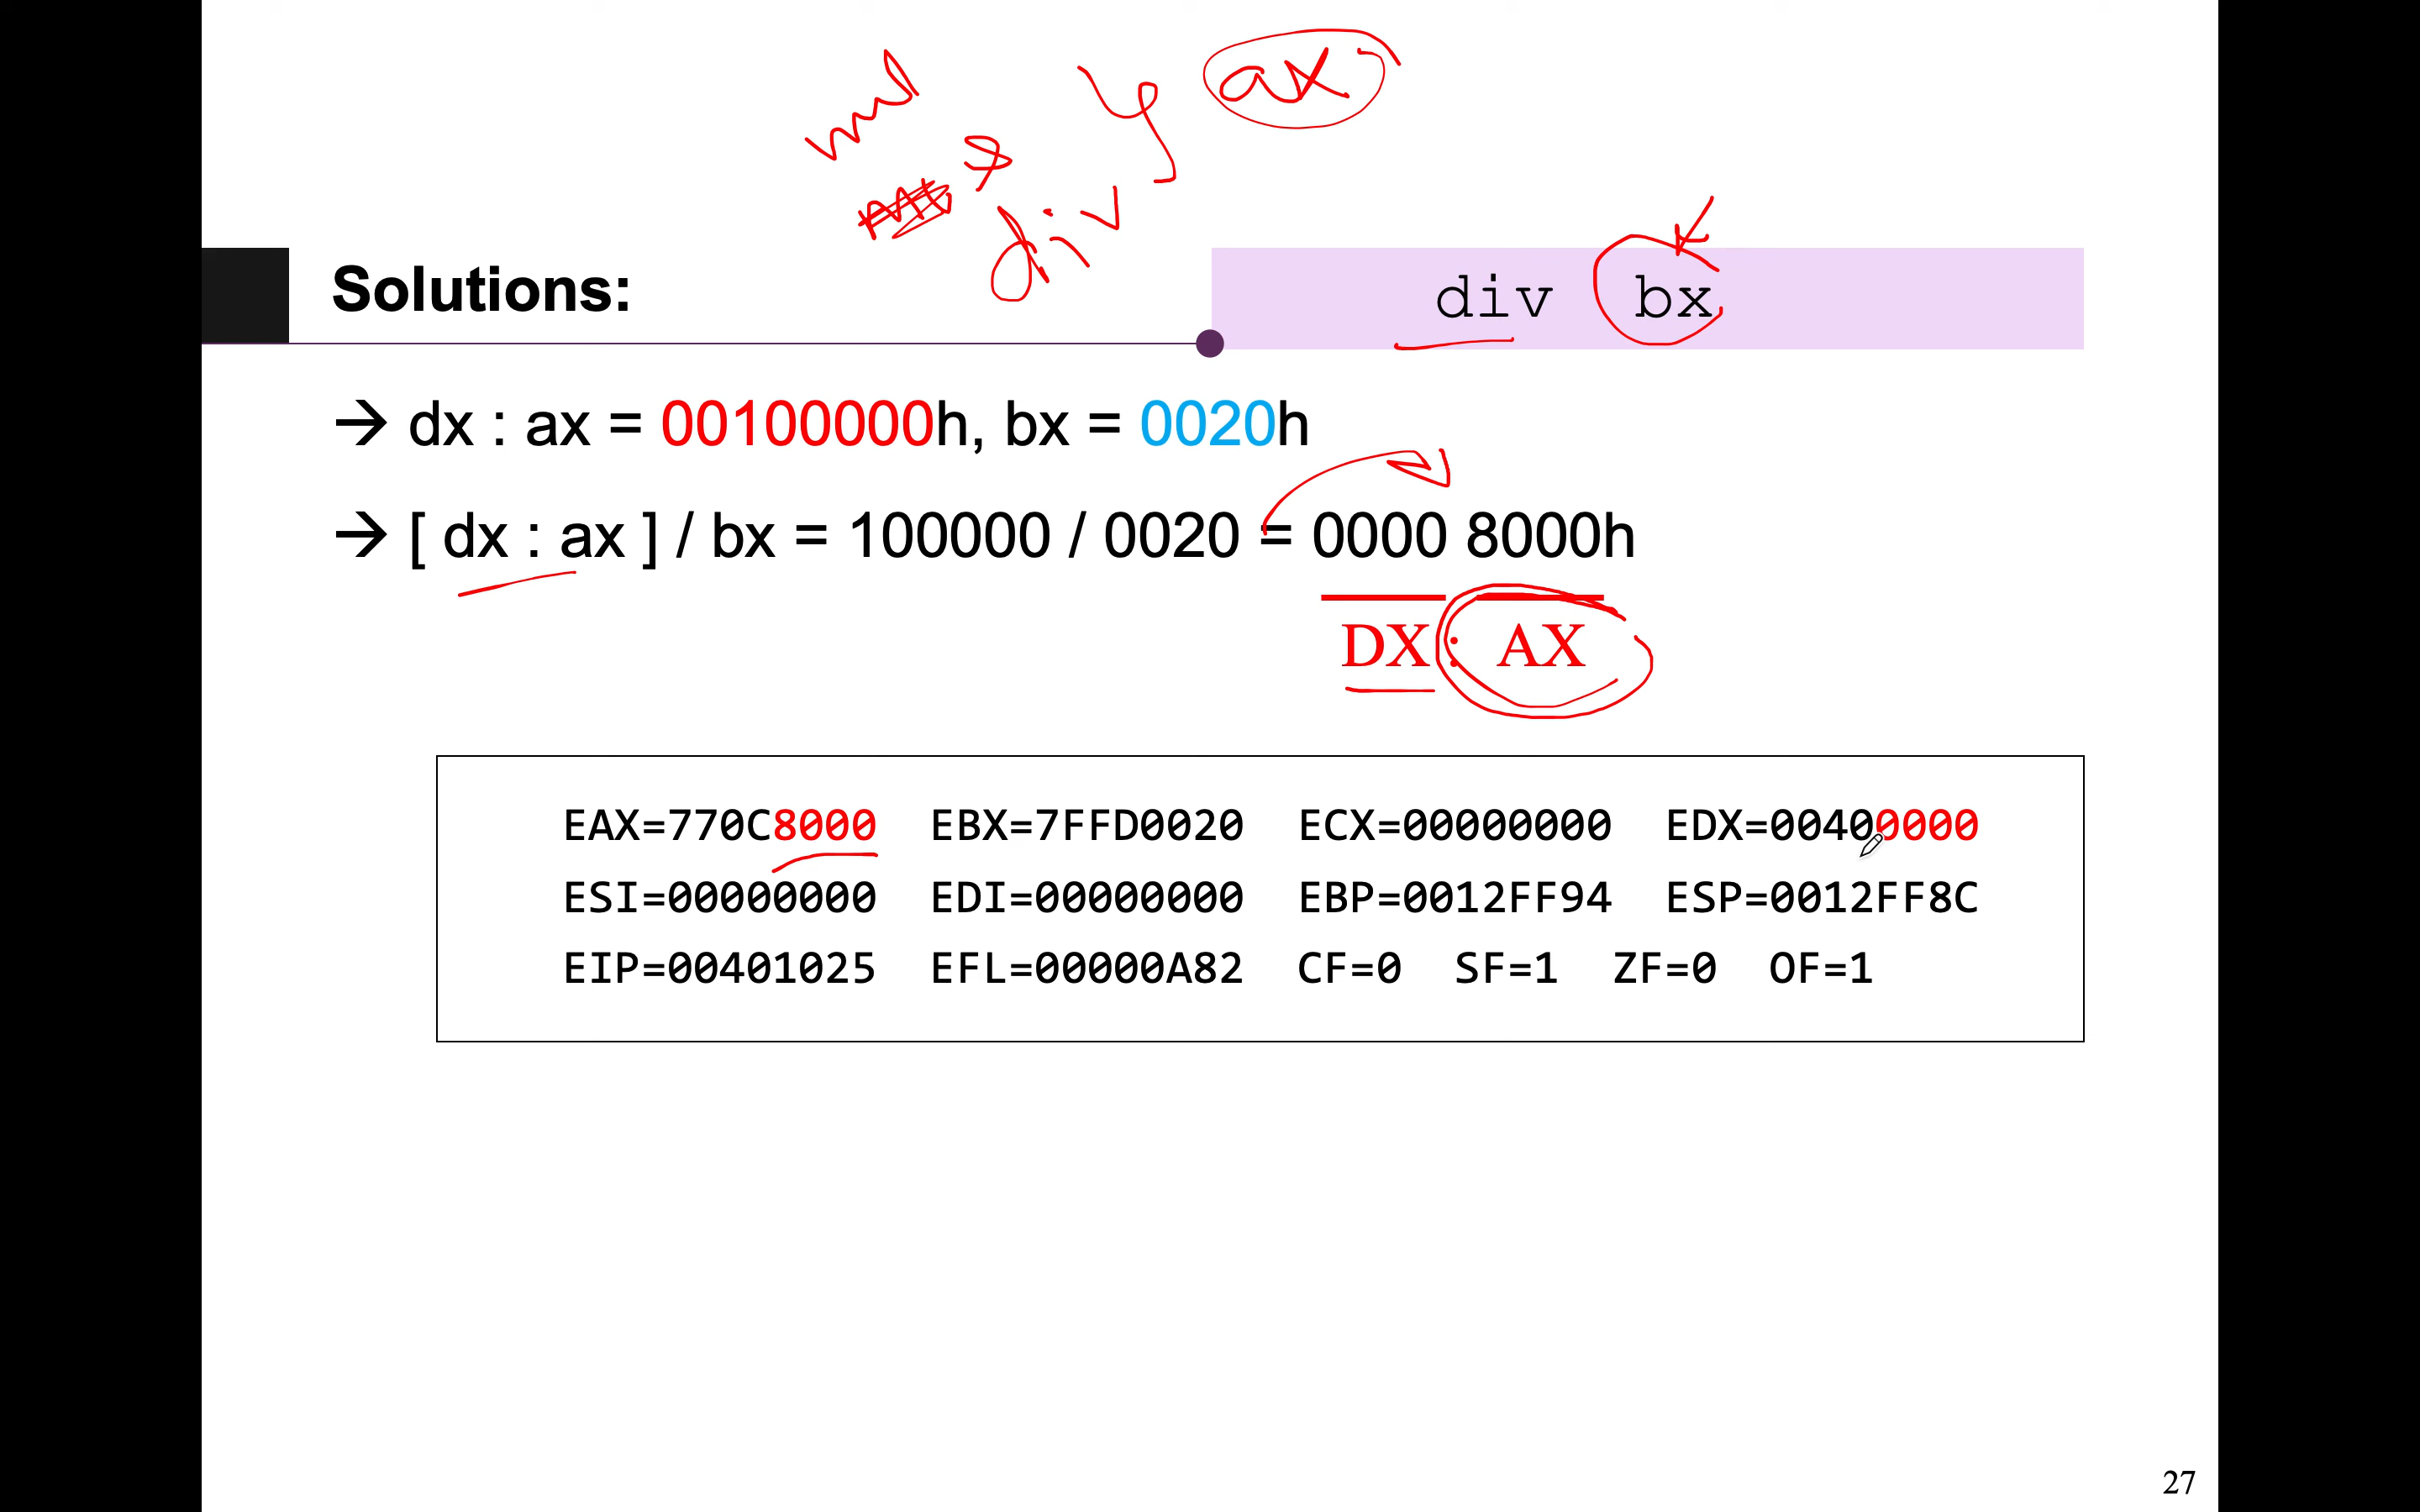 mul
div
ax
Solutions:
div bx
→ dx : ax = 00100000h, bx = 0020h
→ [ dx : ax ] / bx = 100000 / 0020 = 0000 8000h
DX : AX
EAX=770C8000 EBX=7FFD0020 ECX=00000000 EDX=00400000
ESI=00000000 EDI=00000000 EBP=0012FF94 ESP=0012FF8C
EIP=00401025 EFL=00000A82 CF=0 SF=1 ZF=0 OF=1
27